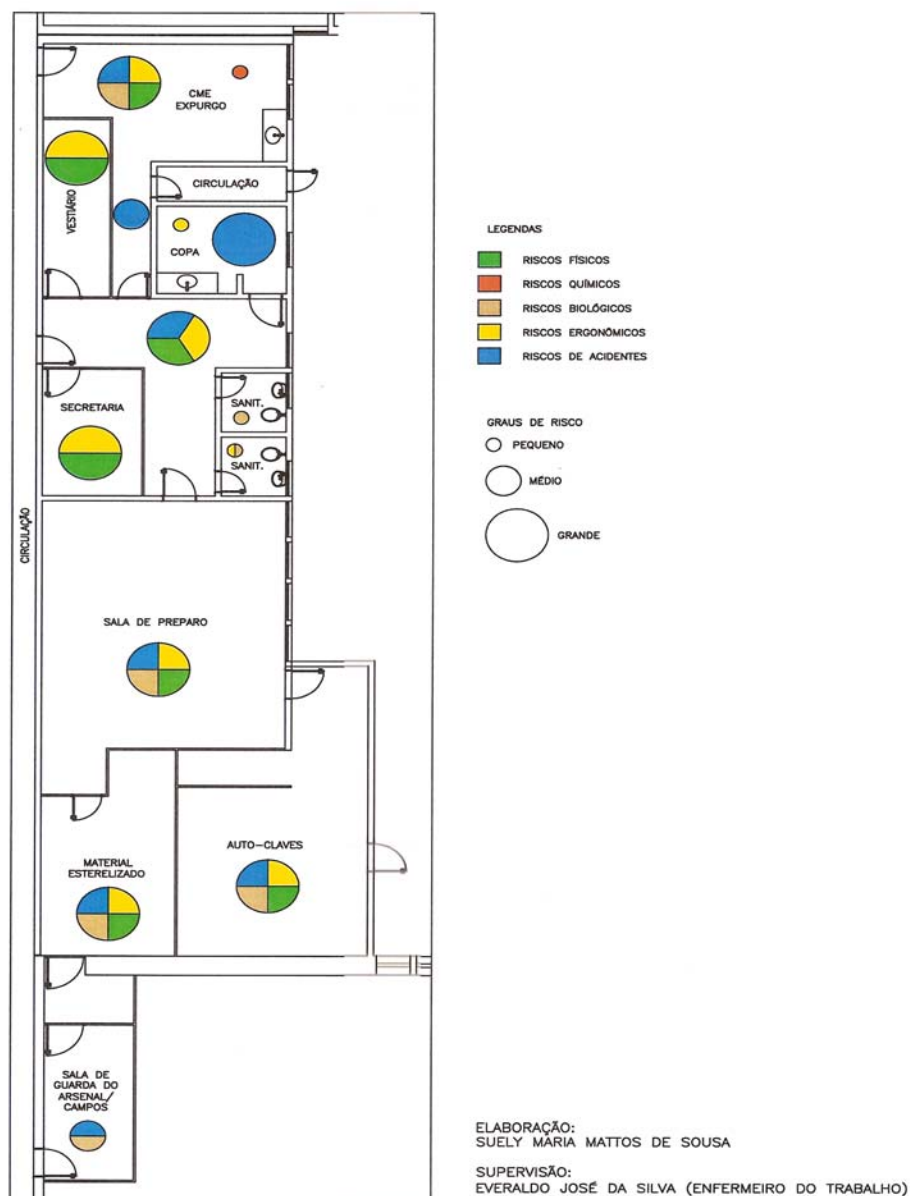 CME
EXPURGO
CIRCULAÇÃO
VESTIÁRIO
COPA
SECRETARIA
SANIT.
SANIT.
CIRCULAÇÃO
SALA DE PREPARO
AUTO-CLAVES
MATERIAL
ESTERELIZADO
SALA DE
GUARDA DO
ARSENAL/
CAMPOS
LEGENDAS
RISCOS FÍSICOS
RISCOS QUÍMICOS
RISCOS BIOLÓGICOS
RISCOS ERGONÔMICOS
RISCOS DE ACIDENTES
GRAUS DE RISCO
PEQUENO
MÉDIO
GRANDE
ELABORAÇÃO:
SUELY MARIA MATTOS DE SOUSA
SUPERVISÃO:
EVERALDO JOSÉ DA SILVA (ENFERMEIRO DO TRABALHO)